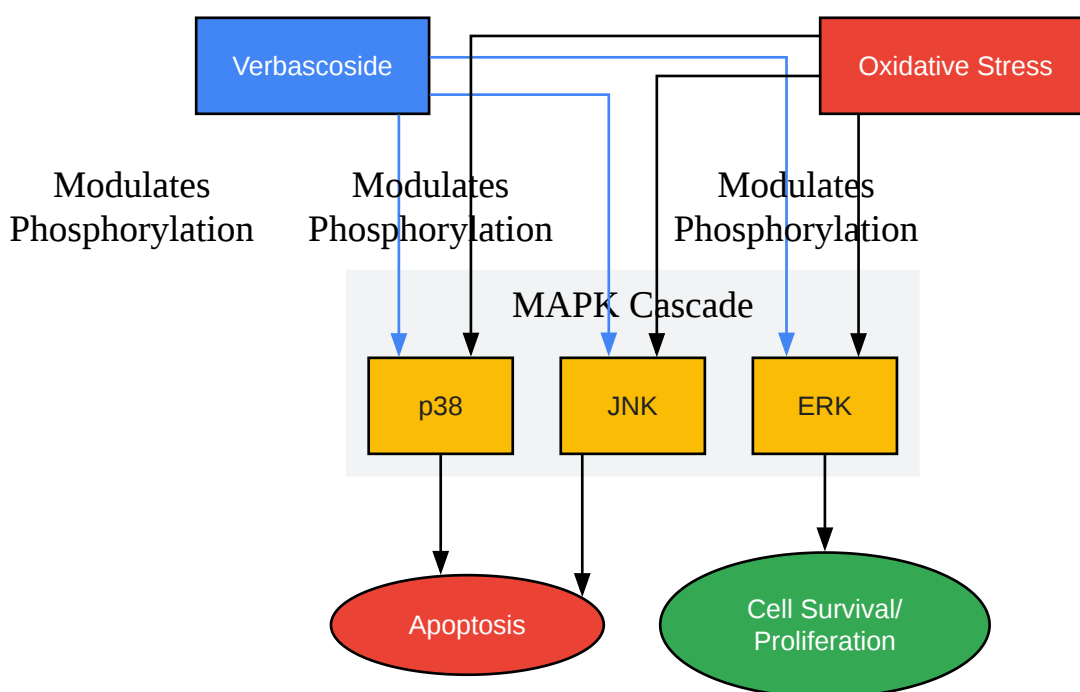 Verbascoside
Oxidative Stress
Modulates
Phosphorylation
Modulates
Phosphorylation
Modulates
Phosphorylation
MAPK Cascade
p38
JNK
ERK
Apoptosis
Cell Survival/
Proliferation